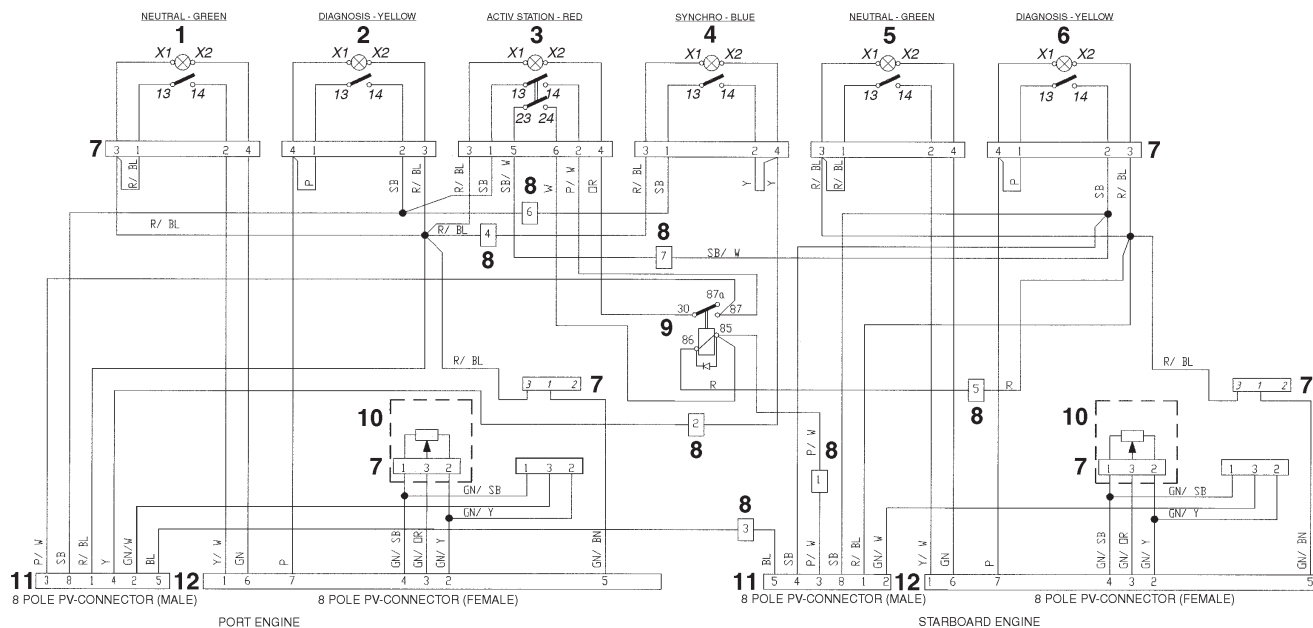 NEUTRAL - GREEN DIAGNOSIS - YELLOW ACTIV STATION - RED SYNCHRO - BLUE NEUTRAL - GREEN DIAGNOSIS - YELLOW
1 2 3 4 5 6
X1 X2 X1 X2 X1 X2 X1 X2 X1 X2 X1 X2
13 14 13 14 13 14 13 14 13 14 13 14
23 24
7 3 1 2 4 4 1 2 3 3 1 5 6 2 4 3 1 2 4 3 1 2 4 4 1 2 3 7
R/ BL P SB R/ BL R/ BL SB SB/ W W P/ W OR R/ BL SB Y Y R/ BL R/ BL P SB R/ BL
8
6
R/ BL R/ BL 4 8
8 7 SB/ W
87a
30 87
9
86 85
R/ BL R 5 R R/ BL
3 1 2 7 8 3 1 2 7
10 2 8 P/ W 8 10
7 1 3 2 1 3 2 1 7 1 3 2 1 3 2
GN/ SB GN/ SB
GN/ Y GN/ Y
8
3
P/ W SB R/ BL Y GN/W BL Y/ W GN P GN/ SB GN/ OR GN/ Y GN/ BN BL SB P/ W SB R/ BL GN/ W Y/ W GN P GN/ SB GN/ OR GN/ Y GN/ BN
11 3 8 1 4 2 5 12 1 6 7 4 3 2 5 11 5 4 3 8 1 2 12 1 6 7 4 3 2 5
8 POLE PV-CONNECTOR (MALE) 8 POLE PV-CONNECTOR (FEMALE) 8 POLE PV-CONNECTOR (MALE) 8 POLE PV-CONNECTOR (FEMALE)
PORT ENGINE STARBOARD ENGINE